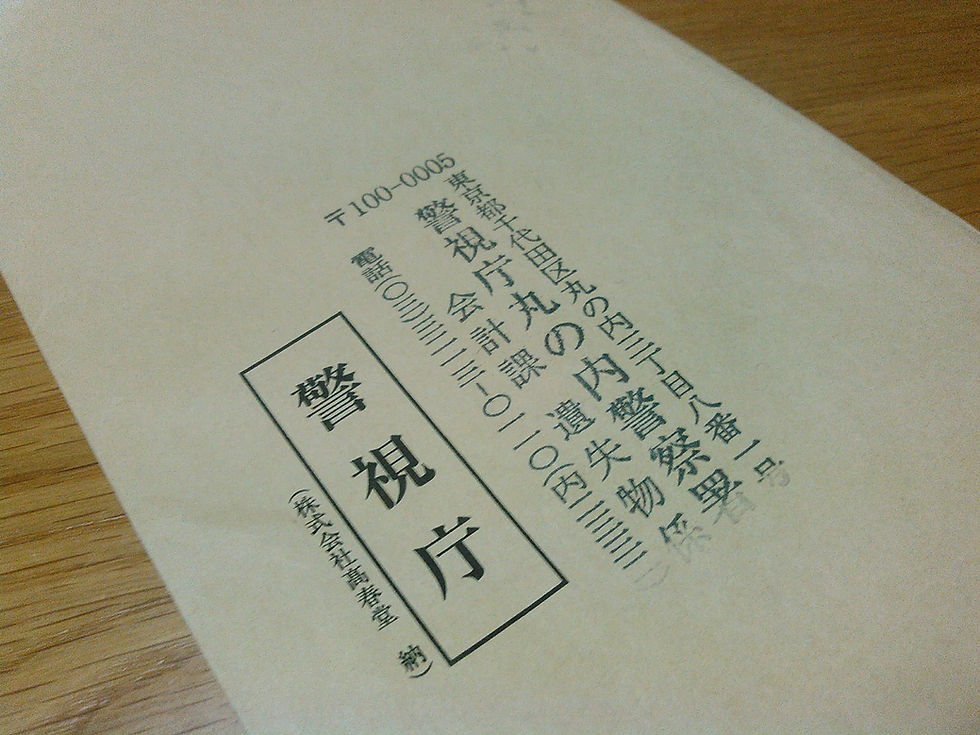 〒100-0005
東京都千代田区丸の内三丁目八番一号
警視庁丸の内警察署
会計課 遺失物係
電話(〇三)三二一三-〇一一〇(内
警視庁
(株式会社髙春堂 納)